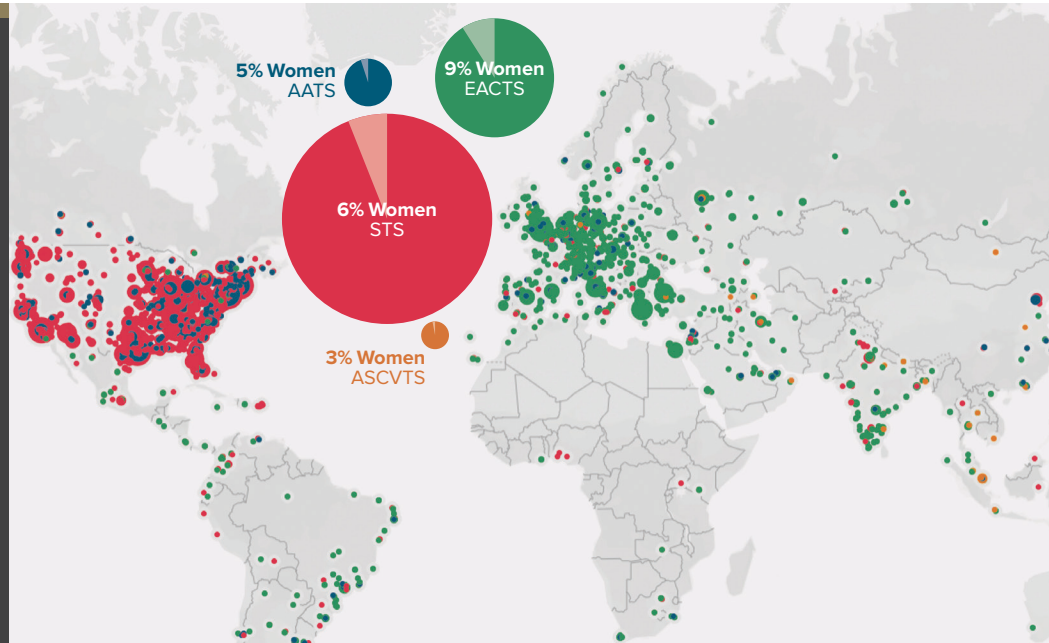 5% Women
AATS
9% Women
EACTS
6% Women
STS
3% Women
ASCVTS